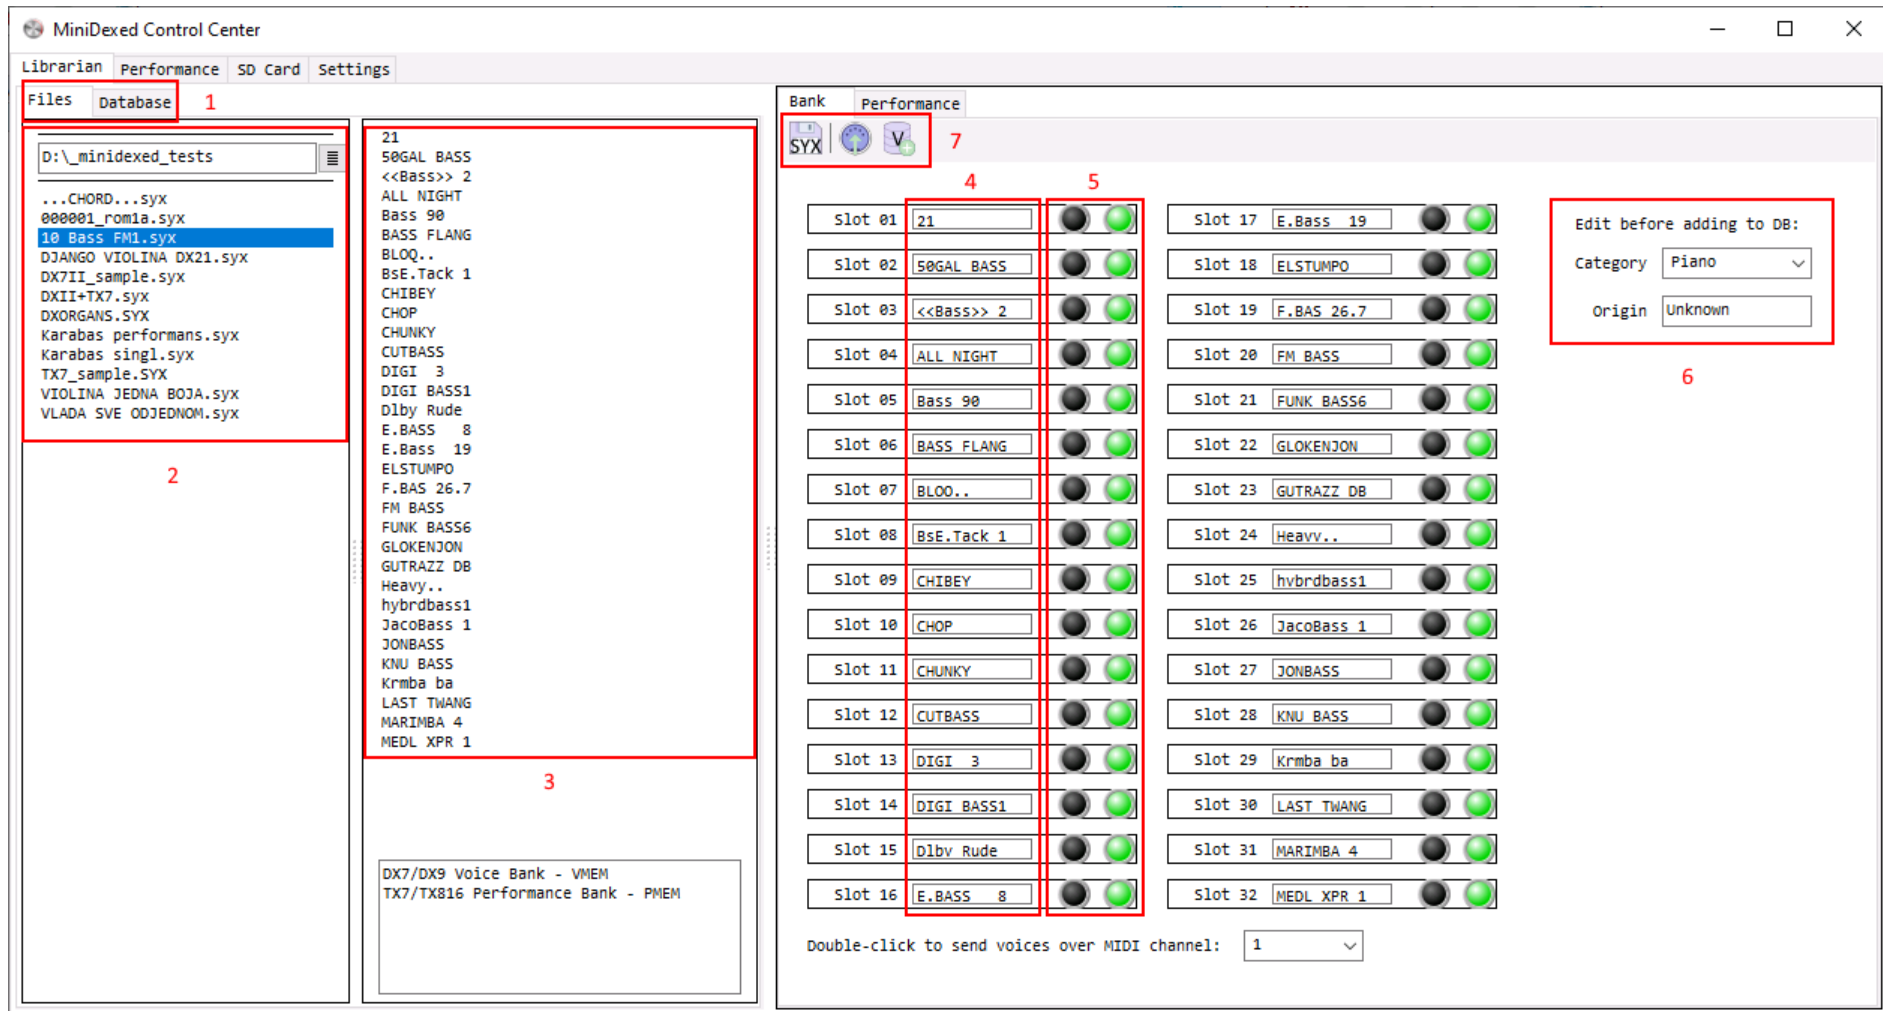 MiniDexed Control Center
Librarian Performance SD Card Settings
Files Database 1
D:\_minidexed_tests
...CHORD...syx
000001_rom1a.syx
10 Bass FM1.syx
DJANGO VIOLINA DX21.syx
DX7II_sample.syx
DXII+TX7.syx
DXORGANS.SYX
Karabas performans.syx
Karabas singl.syx
TX7_sample.SYX
VIOLINA JEDNA BOJA.syx
VLADA SVE ODJEDNOM.syx
2
21
50GAL BASS
<<Bass>> 2
ALL NIGHT
Bass 90
BASS FLANG
BLOQ..
BsE.Tack 1
CHIBEY
CHOP
CHUNKY
CUTBASS
DIGI  3
DIGI BASS1
Dlby Rude
E.BASS   8
E.Bass  19
ELSTUMPO
F.BAS 26.7
FM BASS
FUNK BASS6
GLOKENJON
GUTRAZZ DB
Heavy..
hybrdbass1
JacoBass 1
JONBASS
KNU BASS
Krmba ba
LAST TWANG
MARIMBA 4
MEDL XPR 1
3
DX7/DX9 Voice Bank - VMEM
TX7/TX816 Performance Bank - PMEM
Bank Performance
SYX V 7
4 5
Slot 01 21
Slot 02 50GAL BASS
Slot 03 <<Bass>> 2
Slot 04 ALL NIGHT
Slot 05 Bass 90
Slot 06 BASS FLANG
Slot 07 BLOQ..
Slot 08 BsE.Tack 1
Slot 09 CHIBEY
Slot 10 CHOP
Slot 11 CHUNKY
Slot 12 CUTBASS
Slot 13 DIGI  3
Slot 14 DIGI BASS1
Slot 15 Dlby Rude
Slot 16 E.BASS   8
Slot 17 E.Bass  19
Slot 18 ELSTUMPO
Slot 19 F.BAS 26.7
Slot 20 FM BASS
Slot 21 FUNK BASS6
Slot 22 GLOKENJON
Slot 23 GUTRAZZ DB
Slot 24 Heavy..
Slot 25 hybrdbass1
Slot 26 JacoBass 1
Slot 27 JONBASS
Slot 28 KNU BASS
Slot 29 Krmba ba
Slot 30 LAST TWANG
Slot 31 MARIMBA 4
Slot 32 MEDL XPR 1
Double-click to send voices over MIDI channel: 1
Edit before adding to DB:
Category Piano
Origin Unknown
6